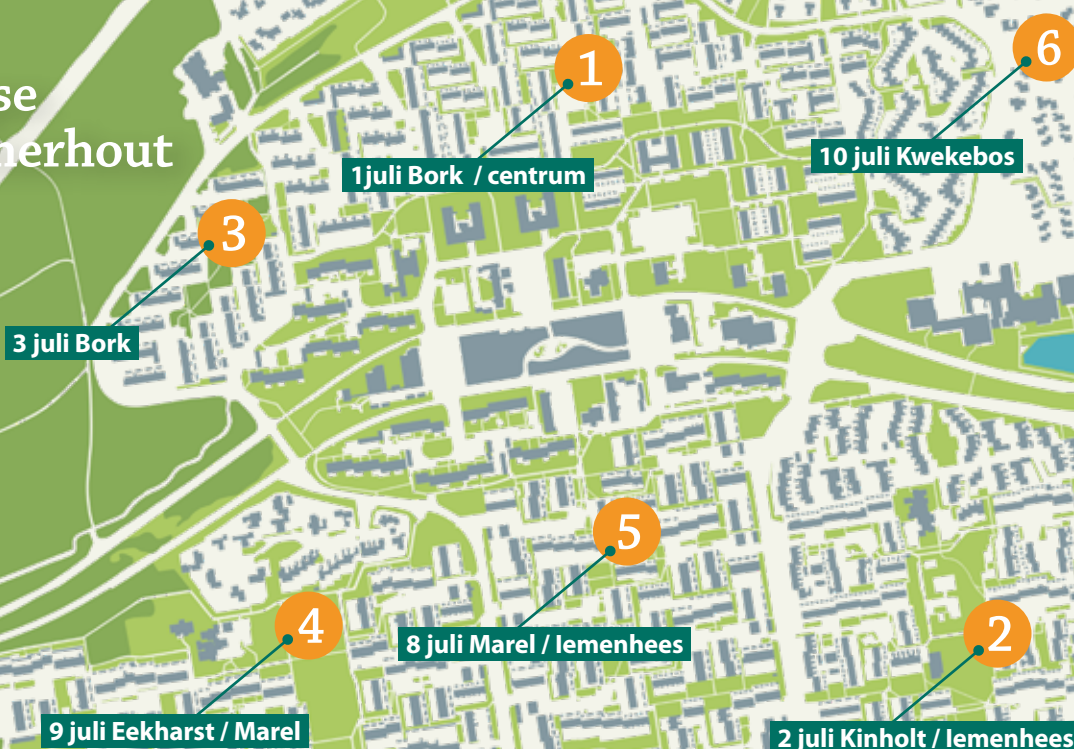 se
nerhout
1
6
1juli Bork / centrum
10 juli Kwekebos
3
3 juli Bork
5
4
8 juli Marel / Iemenhees
2
9 juli Eekharst / Marel
2 juli Kinholt / Iemenhees